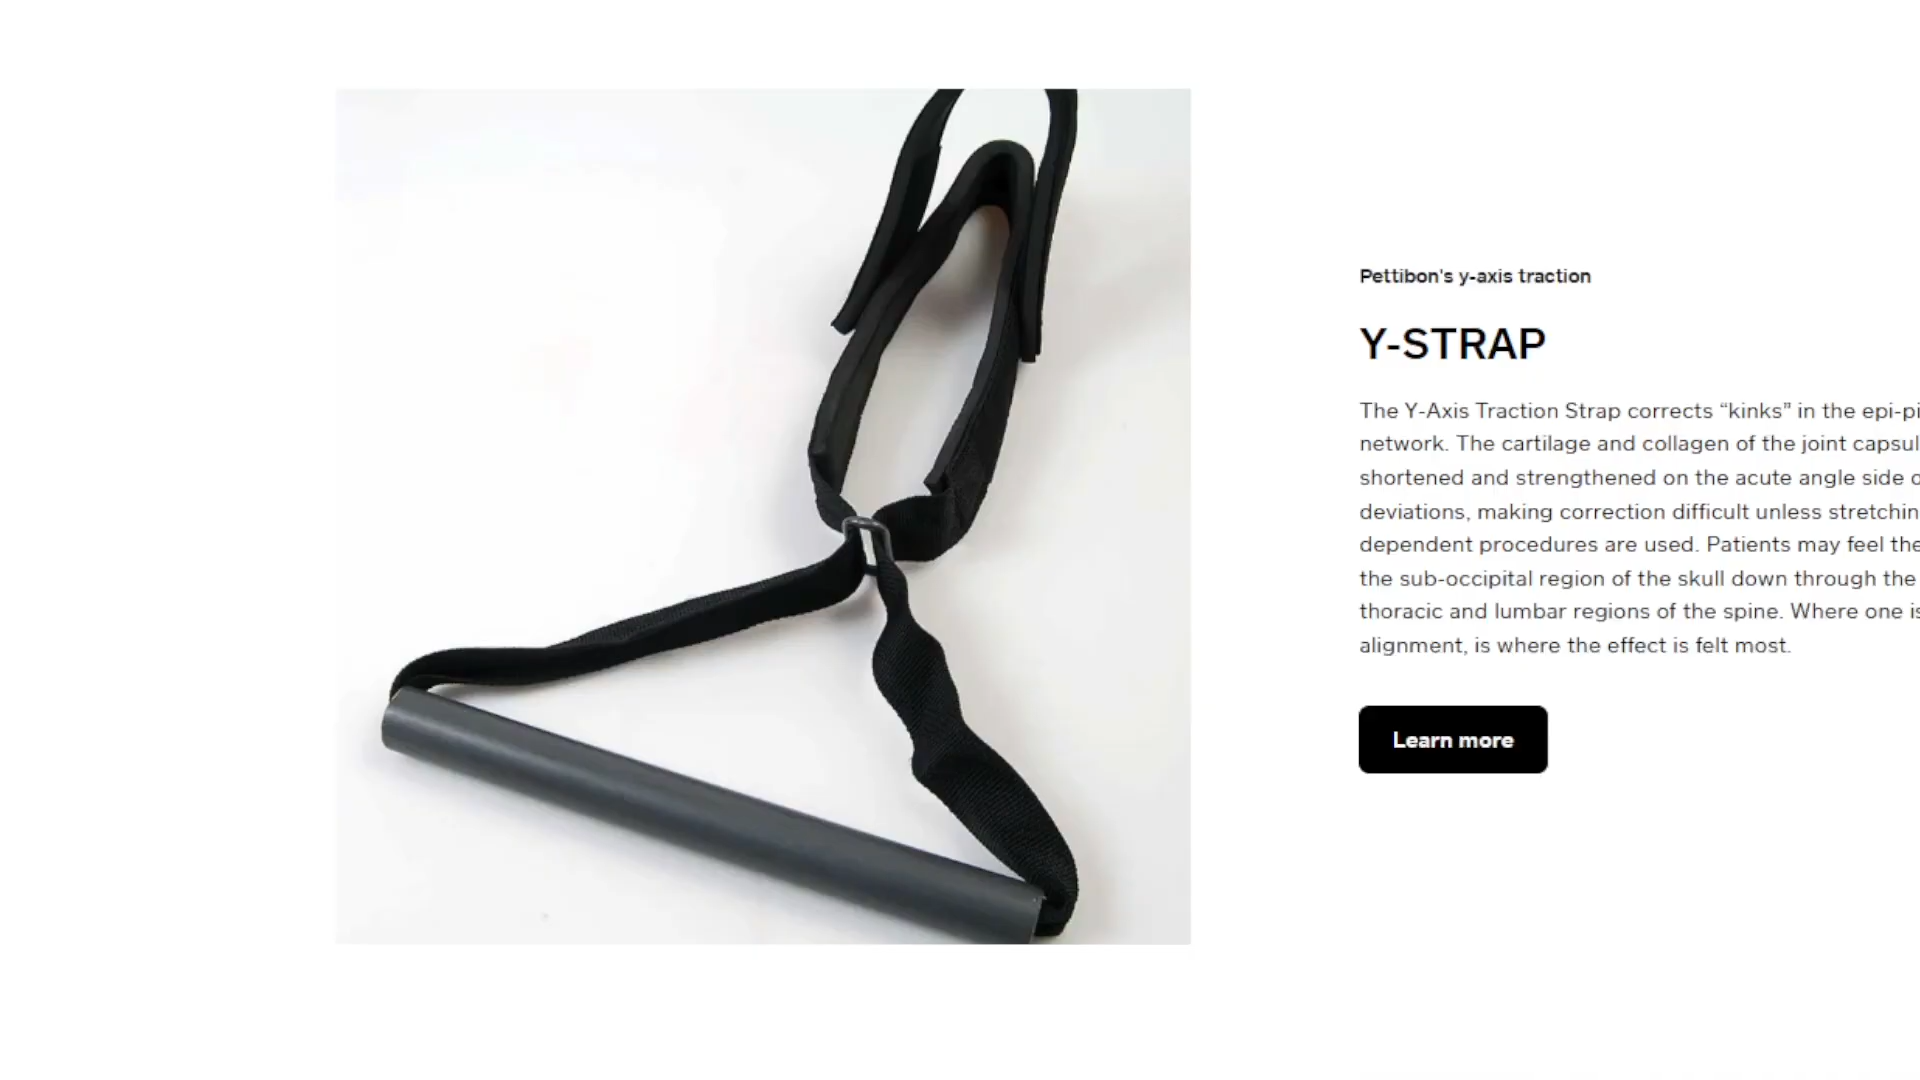 Pettibon's y-axis traction
Y-STRAP
The Y-Axis Traction Strap corrects “kinks” in the epi-pi
network. The cartilage and collagen of the joint capsul
shortened and strengthened on the acute angle side o
deviations, making correction difficult unless stretchin
dependent procedures are used. Patients may feel the
the sub-occipital region of the skull down through the
thoracic and lumbar regions of the spine. Where one is
alignment, is where the effect is felt most.
Learn more